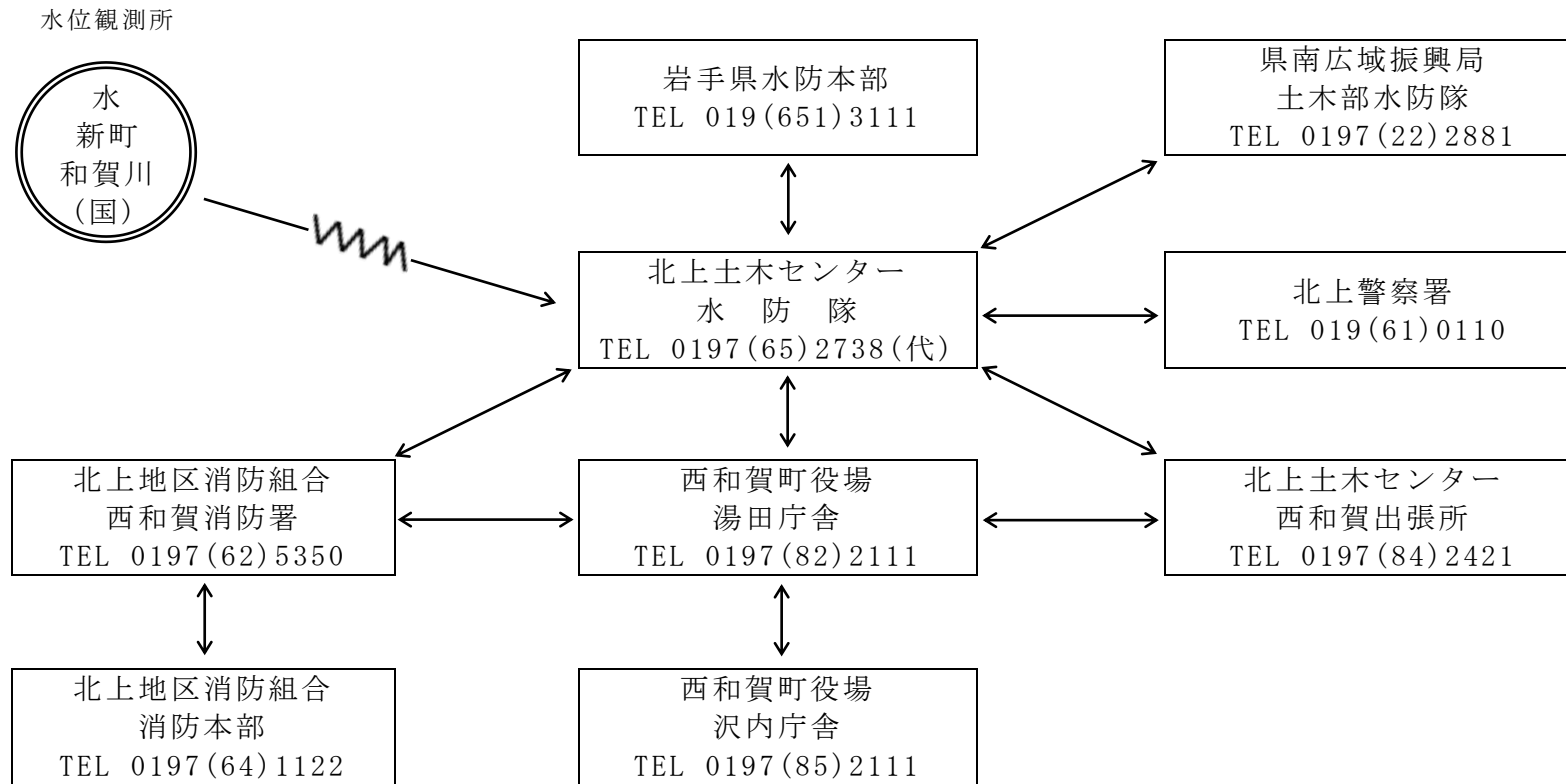 水位観測所
水
新町
和賀川
(国)
岩手県水防本部
TEL 019(651)3111
県南広域振興局
土木部水防隊
TEL 0197(22)2881
北上土木センター
水 防 隊
TEL 0197(65)2738(代)
北上警察署
TEL 019(61)0110
北上地区消防組合
西和賀消防署
TEL 0197(62)5350
西和賀町役場
湯田庁舎
TEL 0197(82)2111
北上土木センター
西和賀出張所
TEL 0197(84)2421
北上地区消防組合
消防本部
TEL 0197(64)1122
西和賀町役場
沢内庁舎
TEL 0197(85)2111